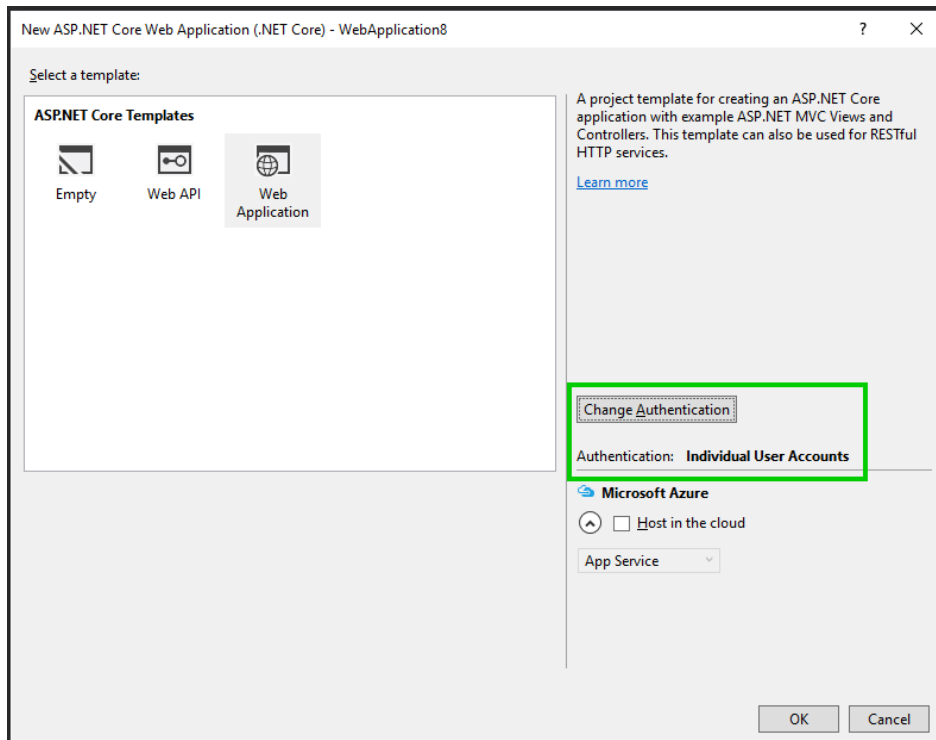 New ASP.NET Core Web Application (.NET Core) - WebApplication8
Select a template:
ASP.NET Core Templates
Empty
Web API
Web
Application
A project template for creating an ASP.NET Core
application with example ASP.NET MVC Views and
Controllers. This template can also be used for RESTful
HTTP services.
Learn more
Change Authentication
Authentication: Individual User Accounts
Microsoft Azure
Host in the cloud
App Service
OK
Cancel